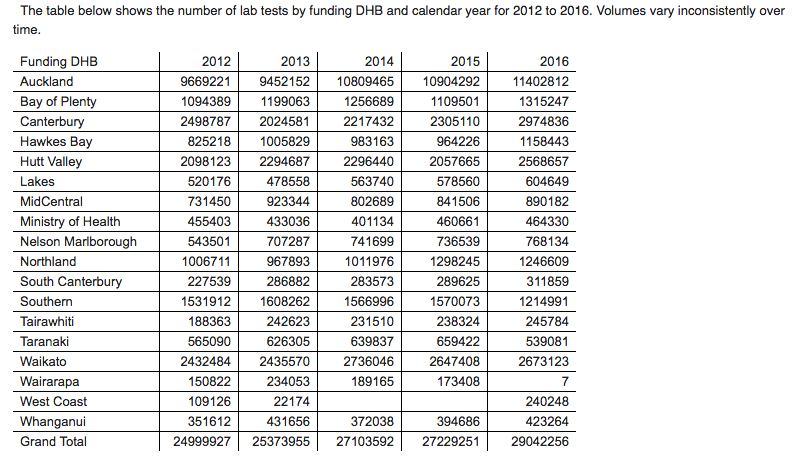 The table below shows the number of lab tests by funding DHB and calendar year for 2012 to 2016. Volumes vary inconsistently over
time.
Funding DHB 2012 2013 2014 2015 2016
Auckland 9669221 9452152 10809465 10904292 11402812
Bay of Plenty 1094389 1199063 1256689 1109501 1315247
Canterbury 2498787 2024581 2217432 2305110 2974836
Hawkes Bay 825218 1005829 983163 964226 1158443
Hutt Valley 2098123 2294687 2296440 2057665 2568657
Lakes 520176 478558 563740 578560 604649
MidCentral 731450 923344 802689 841506 890182
Ministry of Health 455403 433036 401134 460661 464330
Nelson Marlborough 543501 707287 741699 736539 768134
Northland 1006711 967893 1011976 1298245 1246609
South Canterbury 227539 286882 283573 289625 311859
Southern 1531912 1608262 1566996 1570073 1214991
Tairawhiti 188363 242623 231510 238324 245784
Taranaki 565090 626305 639837 659422 539081
Waikato 2432484 2435570 2736046 2647408 2673123
Wairarapa 150822 234053 189165 173408 7
West Coast 109126 22174 240248
Whanganui 351612 431656 372038 394686 423264
Grand Total 24999927 25373955 27103592 27229251 29042256